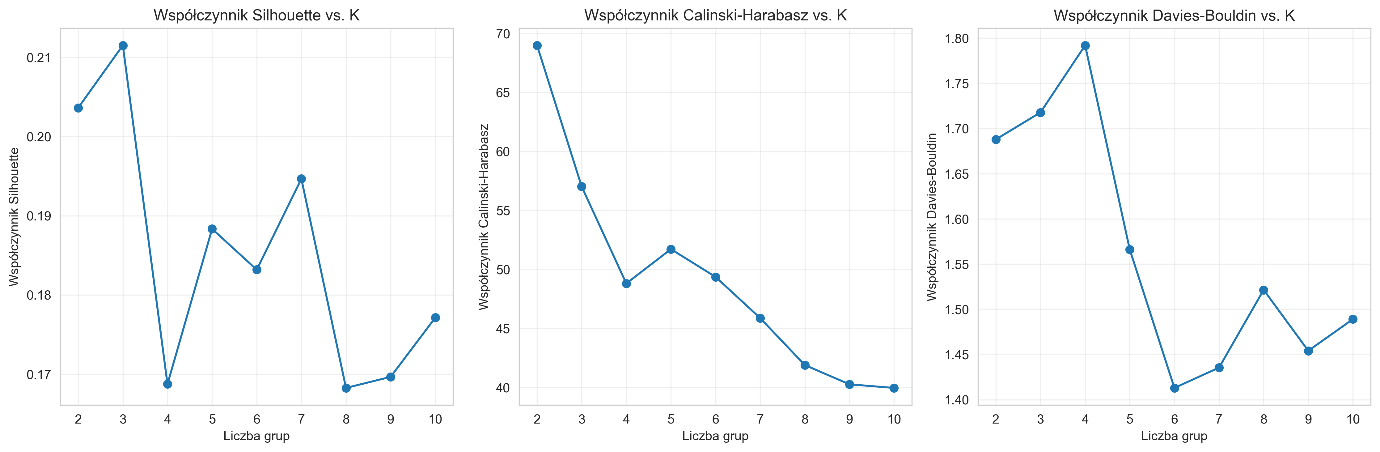 Współczynnik Silhouette vs. K
Współczynnik Silhouette
0.21
0.20
0.19
0.18
0.17
2 3 4 5 6 7 8 9 10
Liczba grup
Współczynnik Calinski-Harabasz vs. K
Współczynnik Calinski-Harabasz
70
65
60
55
50
45
40
2 3 4 5 6 7 8 9 10
Liczba grup
Współczynnik Davies-Bouldin vs. K
Współczynnik Davies-Bouldin
1.80
1.75
1.70
1.65
1.60
1.55
1.50
1.45
1.40
2 3 4 5 6 7 8 9 10
Liczba grup